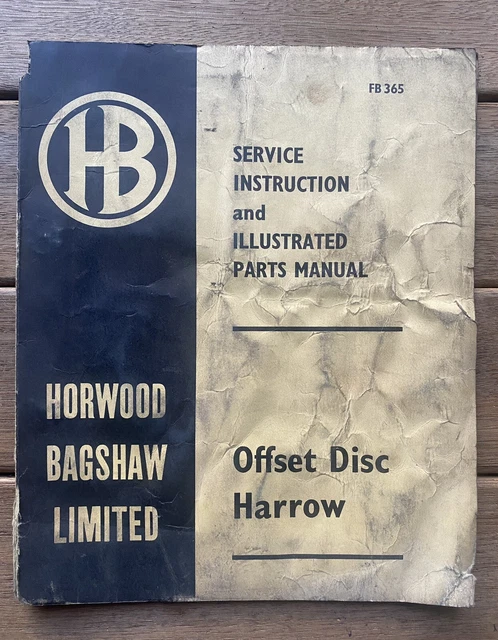 FB 365
HB
SERVICE
INSTRUCTION
and
ILLUSTRATED
PARTS MANUAL
HORWOOD
BAGSHAW
LIMITED
Offset Disc
Harrow